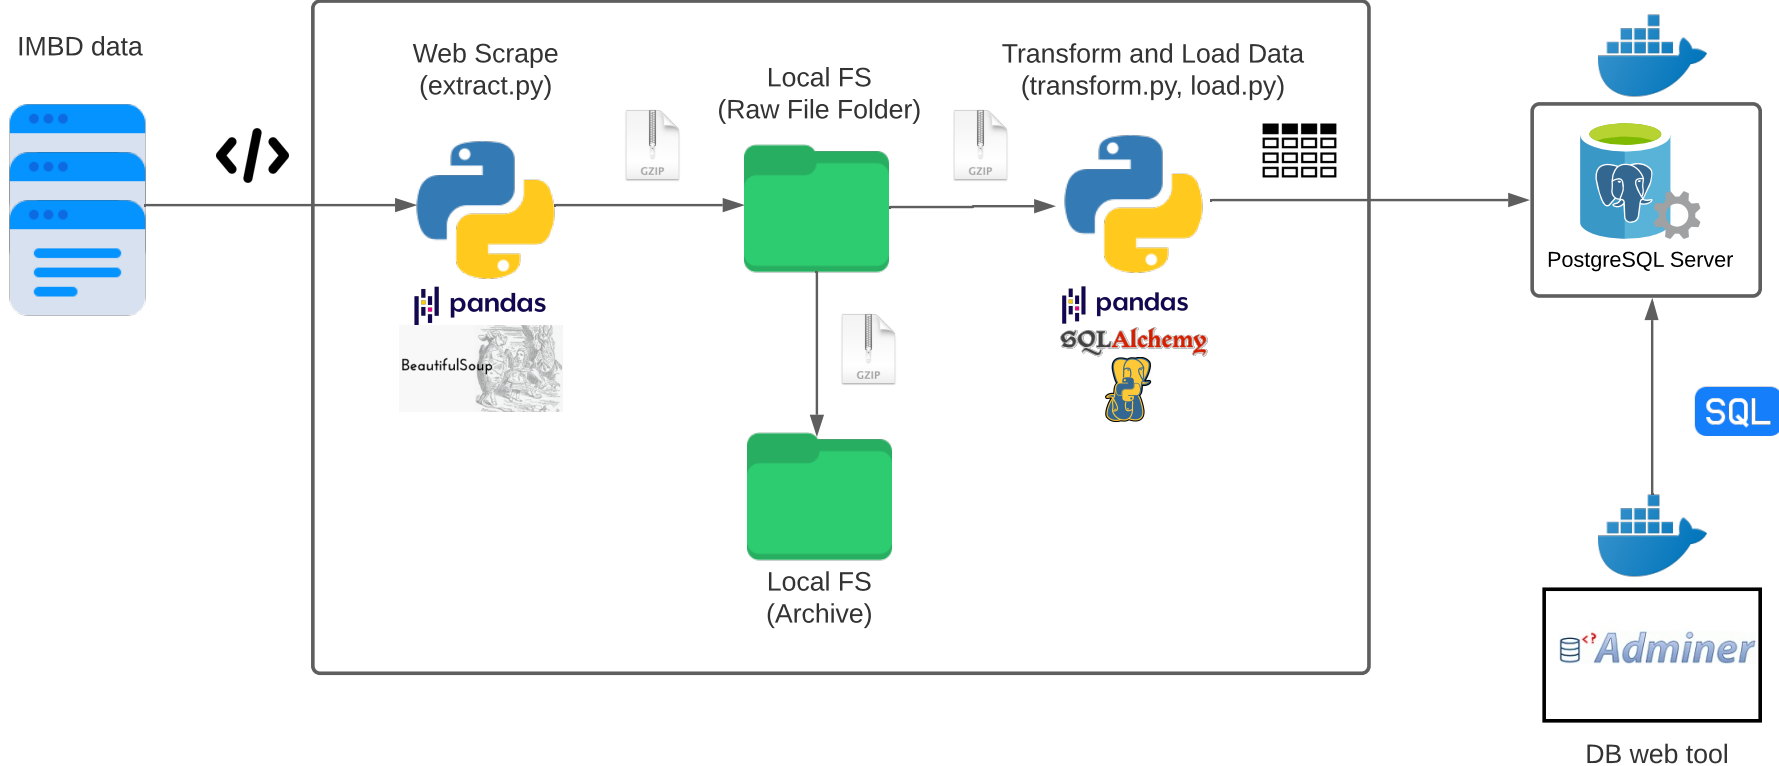 IMBD data
</>
Web Scrape
(extract.py)
GZIP
Local FS
(Raw File Folder)
GZIP
Transform and Load Data
(transform.py, load.py)
PostgreSQL Server
pandas
BeautifulSoup
GZIP
pandas
SQLAlchemy
SQL
Local FS
(Archive)
<? Adminer
DB web tool